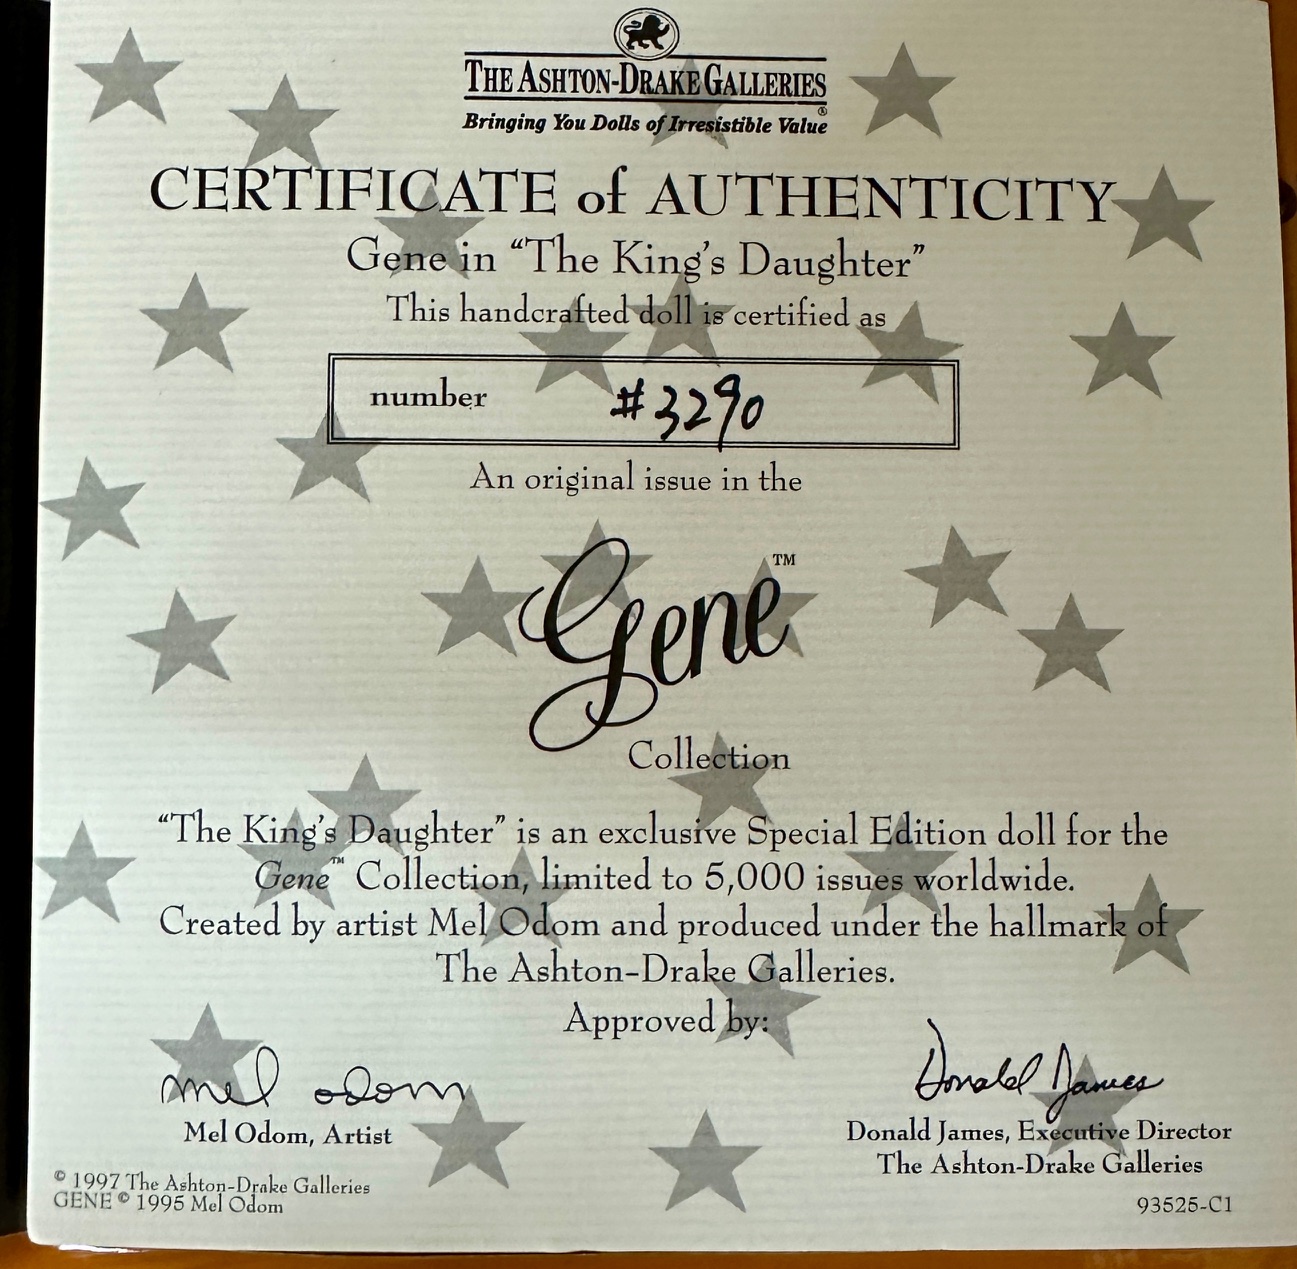 THE ASHTON-DRAKE GALLERIES
®
Bringing You Dolls of Irresistible Value
CERTIFICATE of AUTHENTICITY
Gene in “The King’s Daughter”
This handcrafted doll is certified as
number #3290
An original issue in the
Gene™
Collection
“The King’s Daughter” is an exclusive Special Edition doll for the
Gene™ Collection, limited to 5,000 issues worldwide.
Created by artist Mel Odom and produced under the hallmark of
The Ashton-Drake Galleries.
Approved by:
mel odom
Donald James
Mel Odom, Artist
Donald James, Executive Director
The Ashton-Drake Galleries
© 1997 The Ashton-Drake Galleries
GENE © 1995 Mel Odom
93525-C1